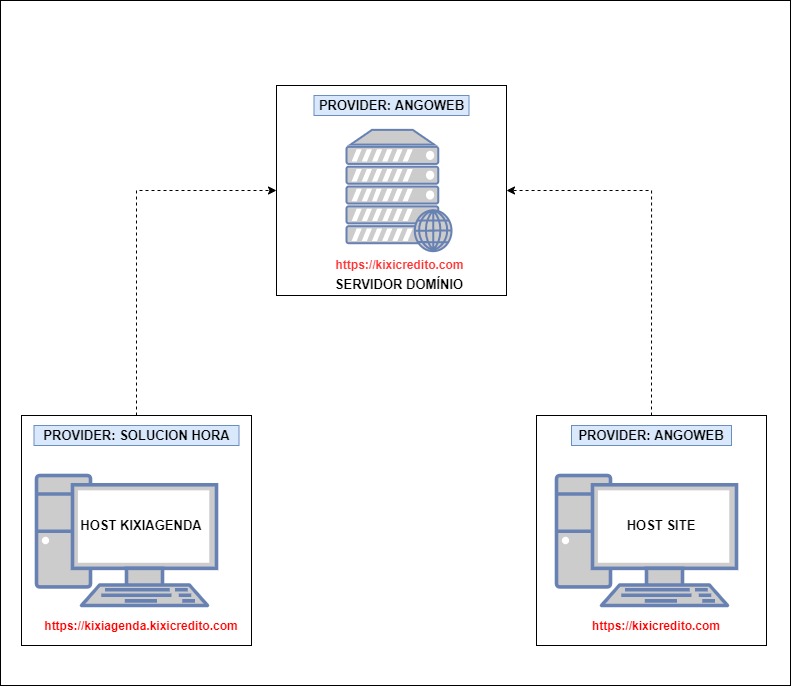 PROVIDER: ANGOWEB
https://kixicredito.com
SERVIDOR DOMÍNIO
PROVIDER: SOLUCION HORA
HOST KIXIAGENDA
https://kixiagenda.kixicredito.com
PROVIDER: ANGOWEB
HOST SITE
https://kixicredito.com